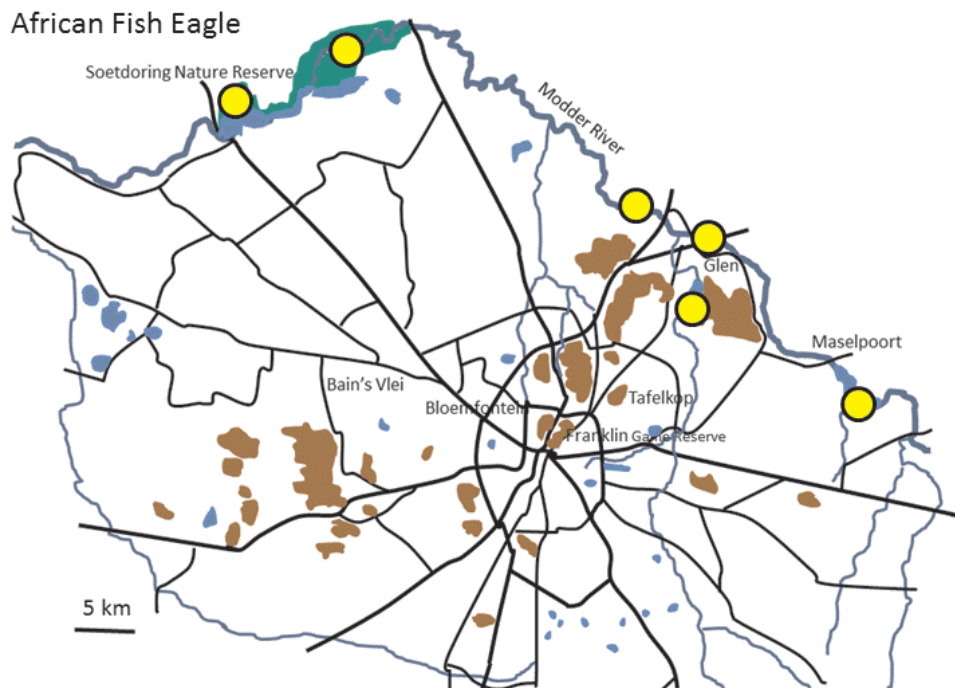 African Fish Eagle
Soetdoring Nature Reserve
Modder River
Glen
Maselpoort
Bain's Vlei
Bloemfontein
Tafelkop
Franklin Game Reserve
5 km